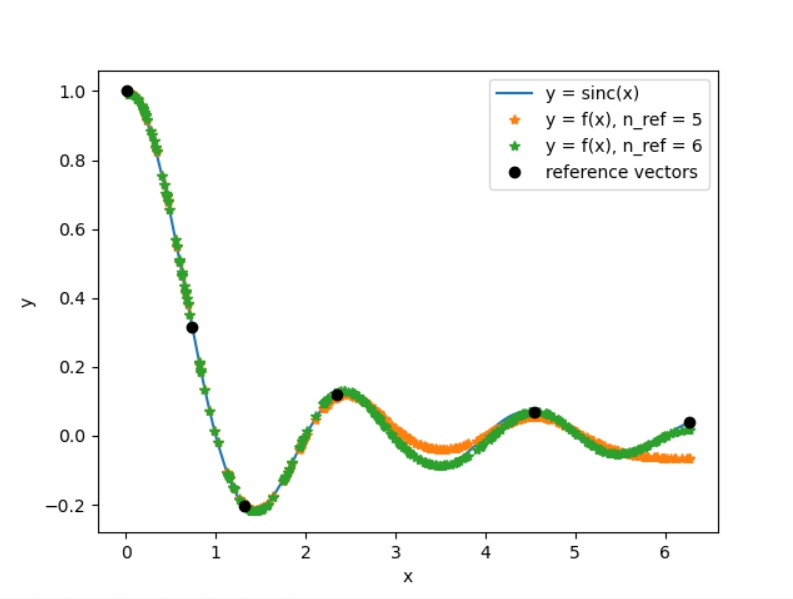 1.0
0.8
0.6
0.4
0.2
0.0
−0.2
y
y = sinc(x)
y = f(x), n_ref = 5
y = f(x), n_ref = 6
reference vectors
0 1 2 3 4 5 6
x